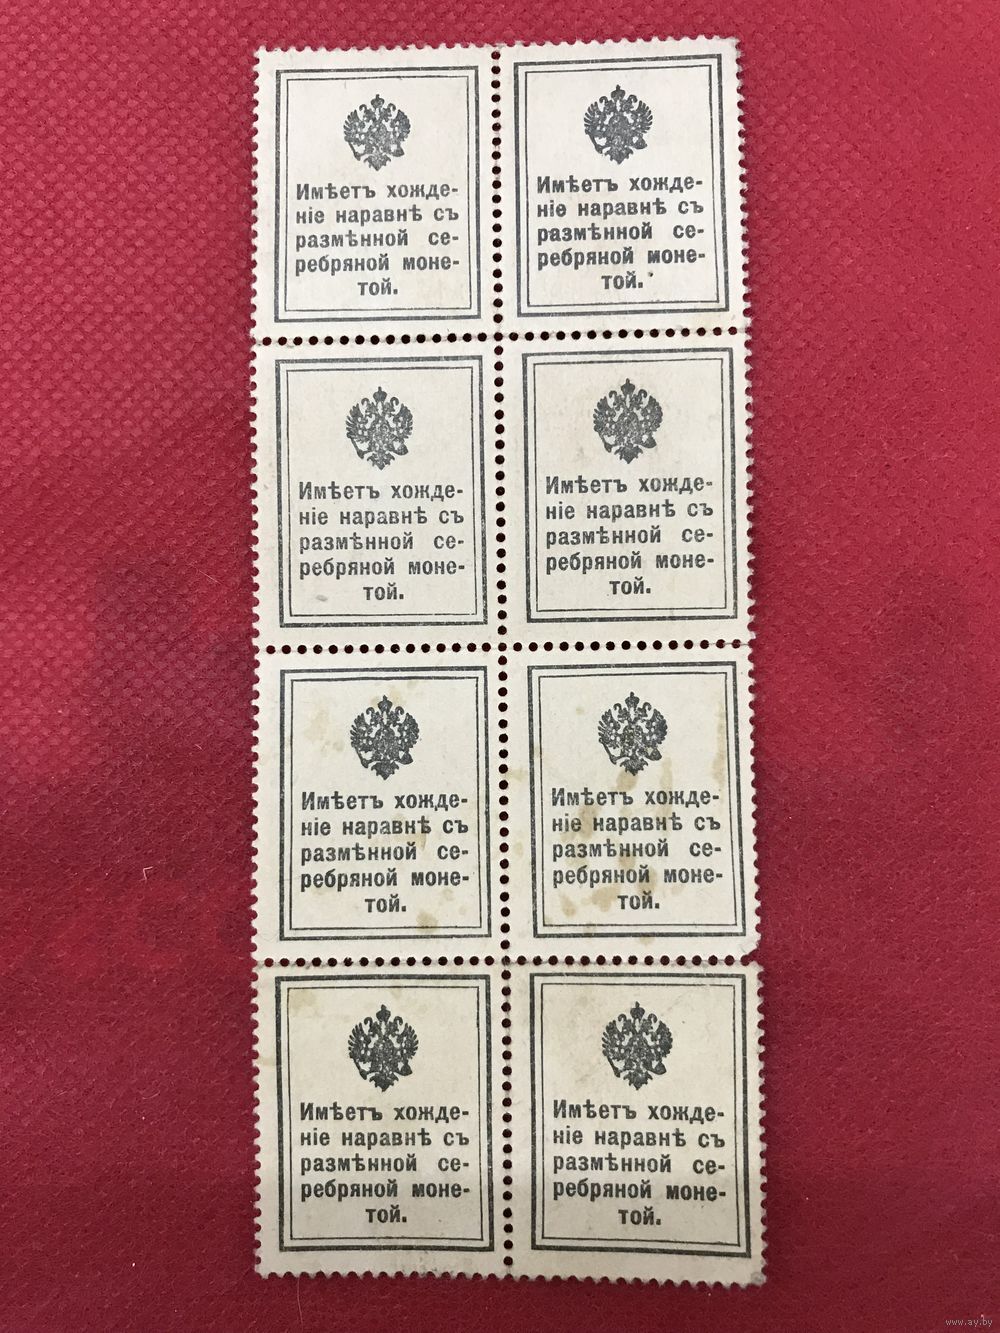 Имѣетъ хожде-
ніе наравнѣ съ
размѣнной се-
ребряной моне-
той.
Имѣетъ хожде-
ніе наравнѣ съ
размѣнной се-
ребряной моне-
той.
Имѣетъ хожде-
ніе наравнѣ съ
размѣнной се-
ребряной моне-
той.
Имѣетъ хожде-
ніе наравнѣ съ
размѣнной се-
ребряной моне-
той.
Имѣетъ хожде-
ніе наравнѣ съ
размѣнной се-
ребряной моне-
той.
Имѣетъ хожде-
ніе наравнѣ съ
размѣнной се-
ребряной моне-
той.
Имѣетъ хожде-
ніе наравнѣ съ
размѣнной се-
ребряной моне-
той.
Имѣетъ хожде-
ніе наравнѣ съ
размѣнной се-
ребряной моне-
той.
www.ay.by